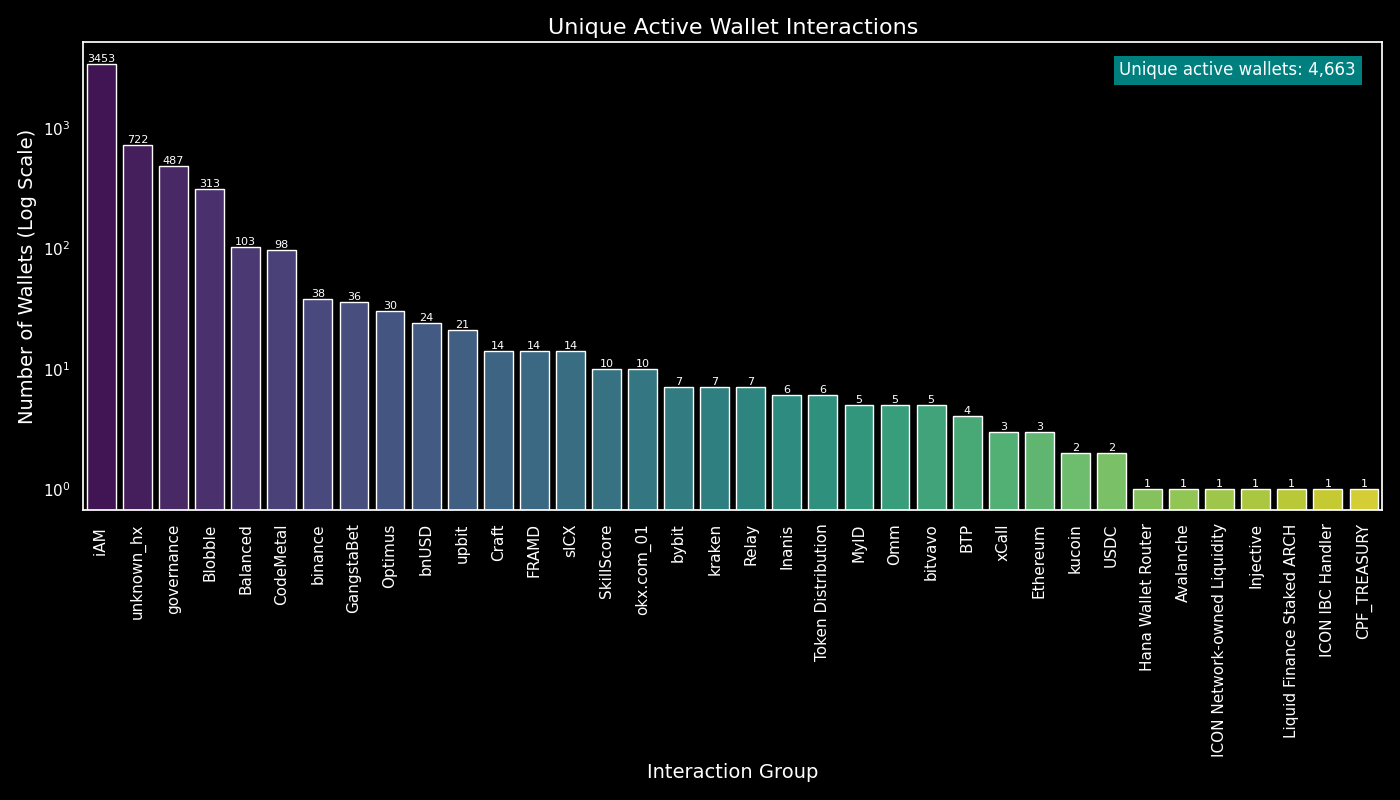 Unique Active Wallet Interactions
Unique active wallets: 4,663
Number of Wallets (Log Scale)
10³
10²
10¹
10⁰
3453
722
487
313
103
98
38
36
30
24
21
14
14
14
10
10
7
7
7
6
6
5
5
5
4
3
3
2
2
1
1
1
1
1
1
1
iAM
unknown_hx
governance
Blobble
Balanced
CodeMetal
binance
GangstaBet
Optimus
bnUSD
upbit
Craft
FRAMD
sICX
SkillScore
okx.com_01
bybit
kraken
Relay
Inanis
Token Distribution
MyID
Omm
bitvavo
BTP
xCall
Ethereum
kucoin
USDC
Hana Wallet Router
Avalanche
ICON Network-owned Liquidity
Injective
Liquid Finance Staked ARCH
ICON IBC Handler
CPF_TREASURY
Interaction Group